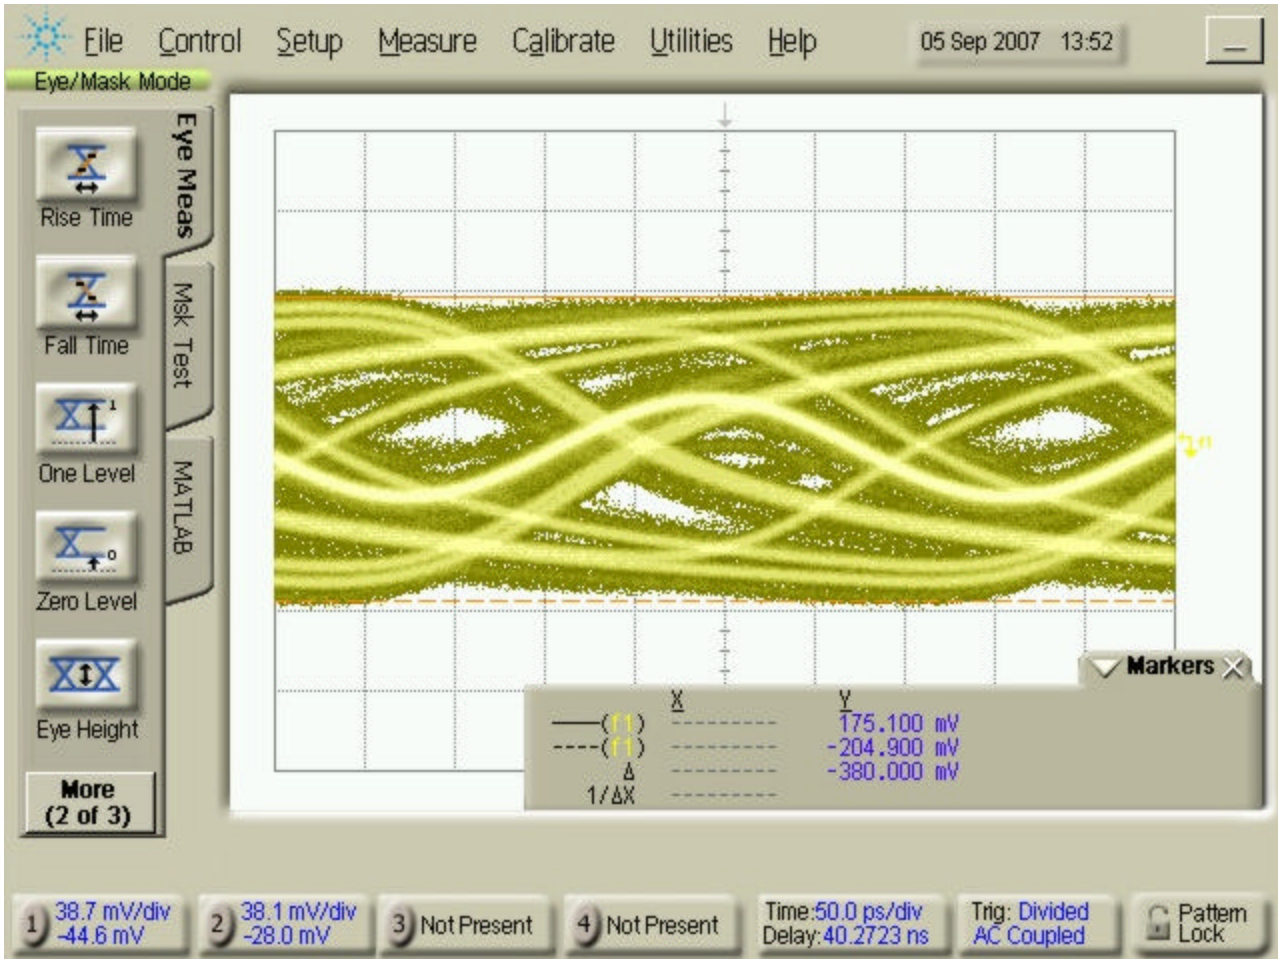 File Control Setup Measure Calibrate Utilities Help 05 Sep 2007 13:52
Eye/Mask Mode
Eye Meas
Msk Test
MATLAB
Rise Time
Fall Time
1
One Level
0
Zero Level
Eye Height
More
(2 of 3)
f1
Markers
X Y
(f1) 175.100 mV
(f1) -204.900 mV
Δ -380.000 mV
1/ΔX
1 38.7 mV/div
-44.6 mV
2 38.1 mV/div
-28.0 mV
3 Not Present
4 Not Present
Time:50.0 ps/div
Delay:40.2723 ns
Trig: Divided
AC Coupled
Pattern
Lock